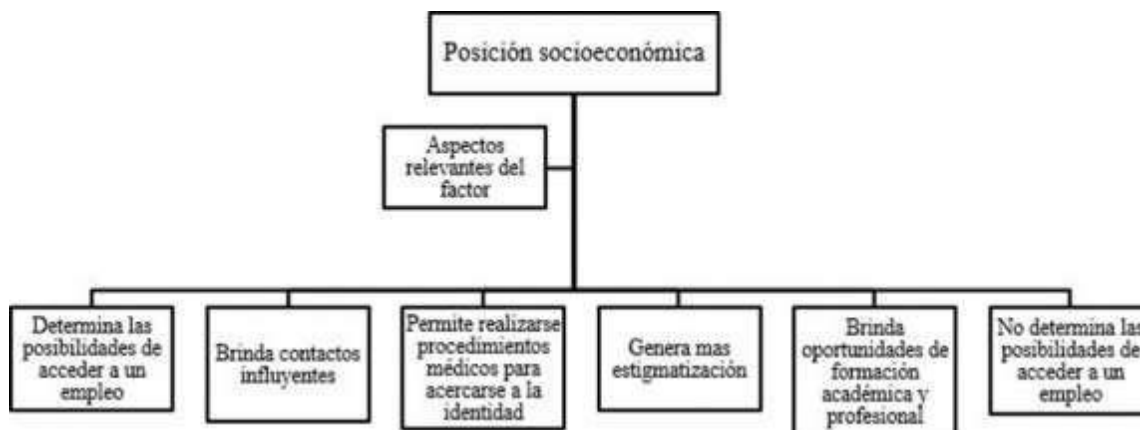 Posición socioeconómica
Aspectos
relevantes del
factor
Determina las
posibilidades de
acceder a un
empleo
Brinda contactos
influyentes
Permite realizarse
procedimientos
médicos para
acercarse a la
identidad
Genera mas
estigmatización
Brinda
oportunidades de
formación
académica y
profesional
No determina las
posibilidades de
acceder a un
empleo